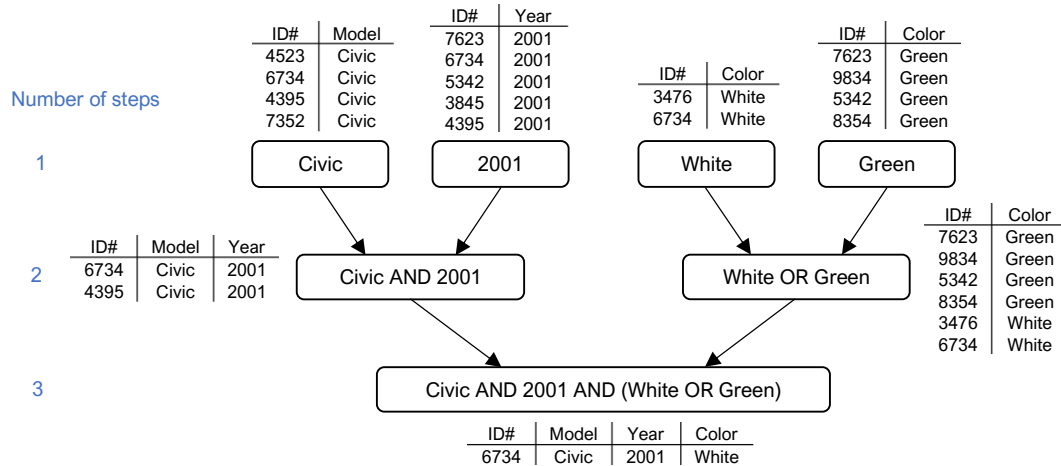 ID# Model
4523 Civic
6734 Civic
4395 Civic
7352 Civic
ID# Year
7623 2001
6734 2001
5342 2001
3845 2001
4395 2001
ID# Color
3476 White
6734 White
ID# Color
7623 Green
9834 Green
5342 Green
8354 Green
Number of steps
1
Civic
2001
White
Green
2
ID# Model Year
6734 Civic 2001
4395 Civic 2001
Civic AND 2001
White OR Green
ID# Color
7623 Green
9834 Green
5342 Green
8354 Green
3476 White
6734 White
3
Civic AND 2001 AND (White OR Green)
ID# Model Year Color
6734 Civic 2001 White